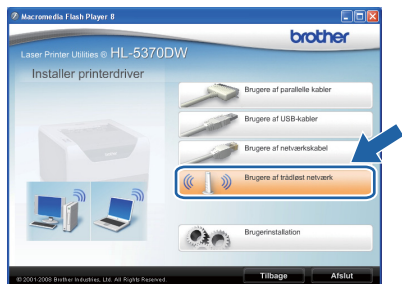 Macromedia Flash Player 8
brother
Laser Printer Utilities ® HL-5370DW
Installer printerdriver
Brugere af parallelle kabler
Brugere af USB-kabler
Brugere af netværkskabel
Brugere af trådløst netværk
Brugerinstallation
© 2001-2008 Brother Industries, Ltd. All Rights Reserved.
Tilbage
Afslut